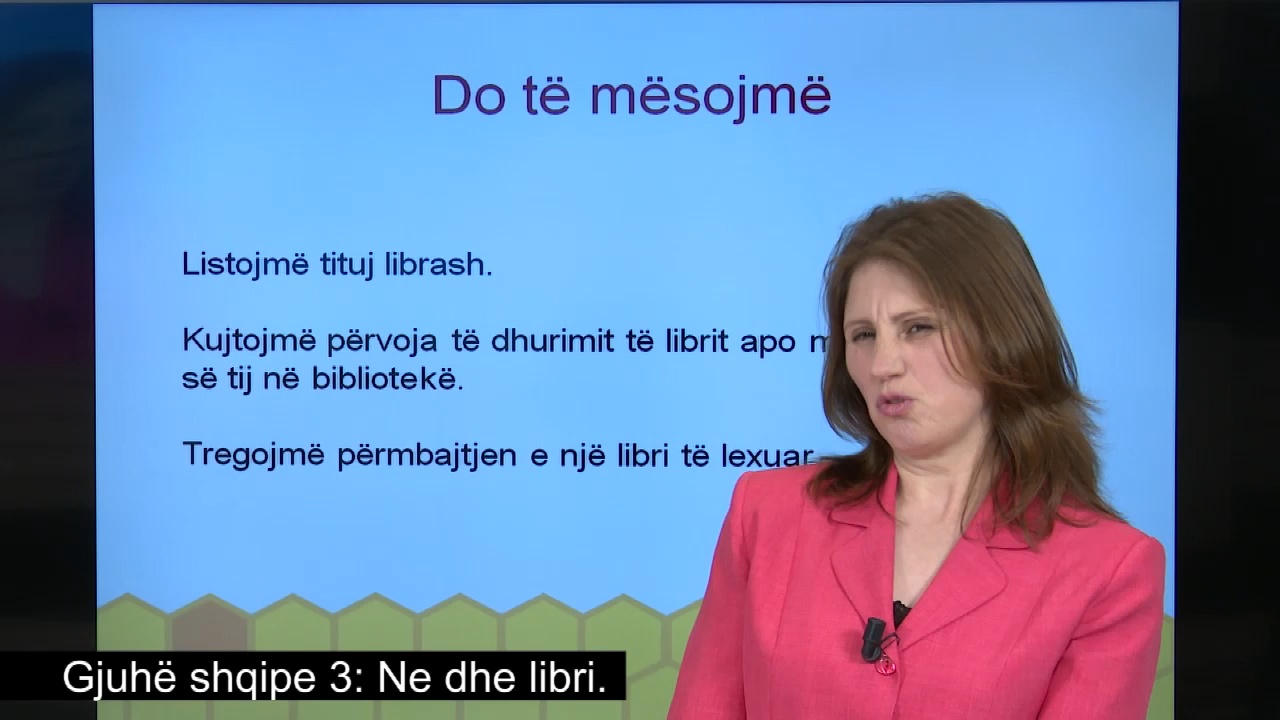 Do të mësojmë
Listojmë tituj librash.
Kujtojmë përvoja të dhurimit të librit apo
së tij në bibliotekë.
Tregojmë përmbajtjen e një libri të lexuar
Gjuhë shqipe 3: Ne dhe libri.